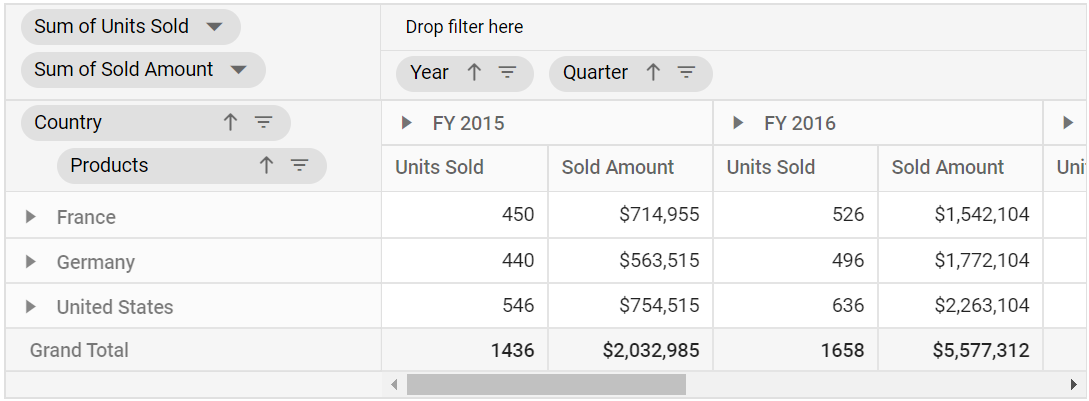 Sum of Units Sold
Drop filter here
Sum of Sold Amount
Year Quarter
Country
FY 2015 FY 2016
Products
Units Sold Sold Amount Units Sold Sold Amount Uni
France 450 $714,955 526 $1,542,104
Germany 440 $563,515 496 $1,772,104
United States 546 $754,515 636 $2,263,104
Grand Total 1436 $2,032,985 1658 $5,577,312